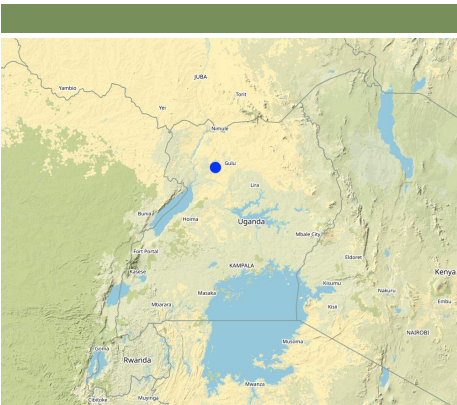 JUBA
Yambio
Torit
Yei
Nimule
Gulu
Lira
Bunia
Hoima
Uganda
Mbale City
Fort Portal
Eldoret
KAMPALA
Kasese
Kenya
Kisumu
Masaka
Nakuru
Mbarara
Kisii
Embu
NAIROBI
Musoma
Goma
Rwanda
Mwanza
Cibitoke
Muyinga